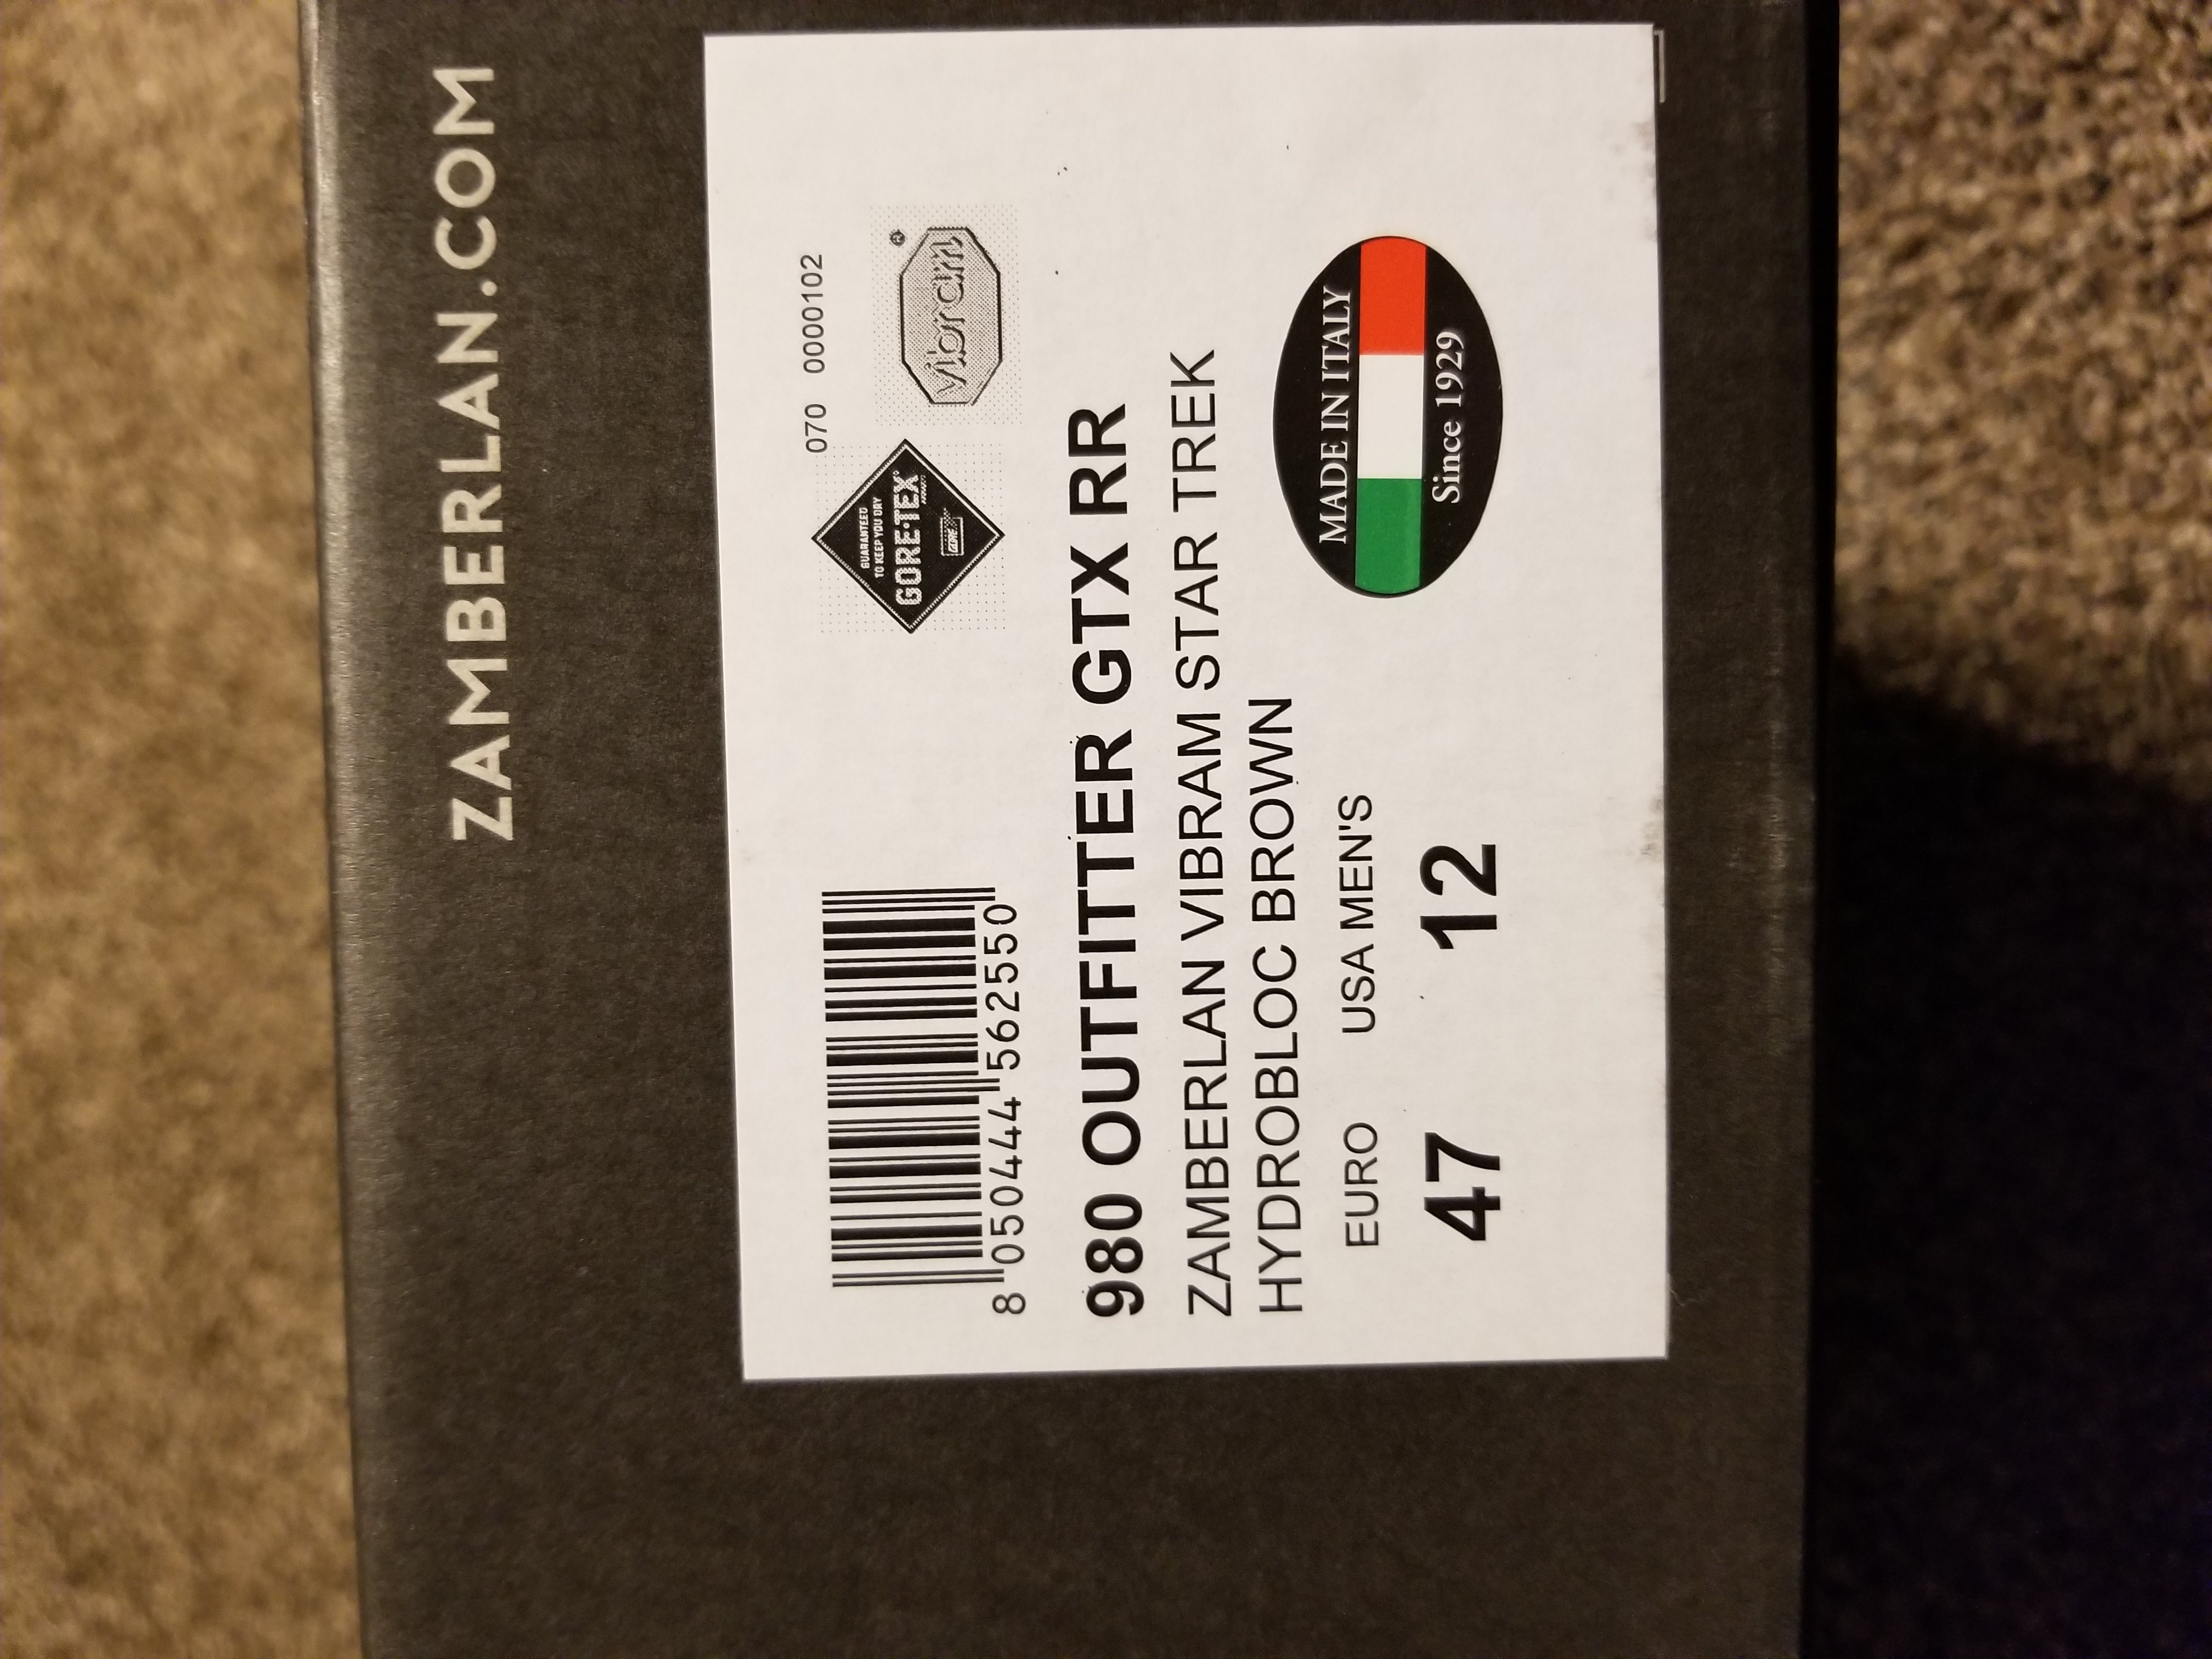 ZAMBERLAN.COM
070 0000102
GUARANTEED
TO KEEP YOU DRY
GORE-TEX®
GORE
vibram®
8 050444 562550
980 OUTFITTER GTX RR
ZAMBERLAN VIBRAM STAR TREK
HYDROBLOC BROWN
EURO USA MEN'S
47 12
MADE IN ITALY
Since 1929